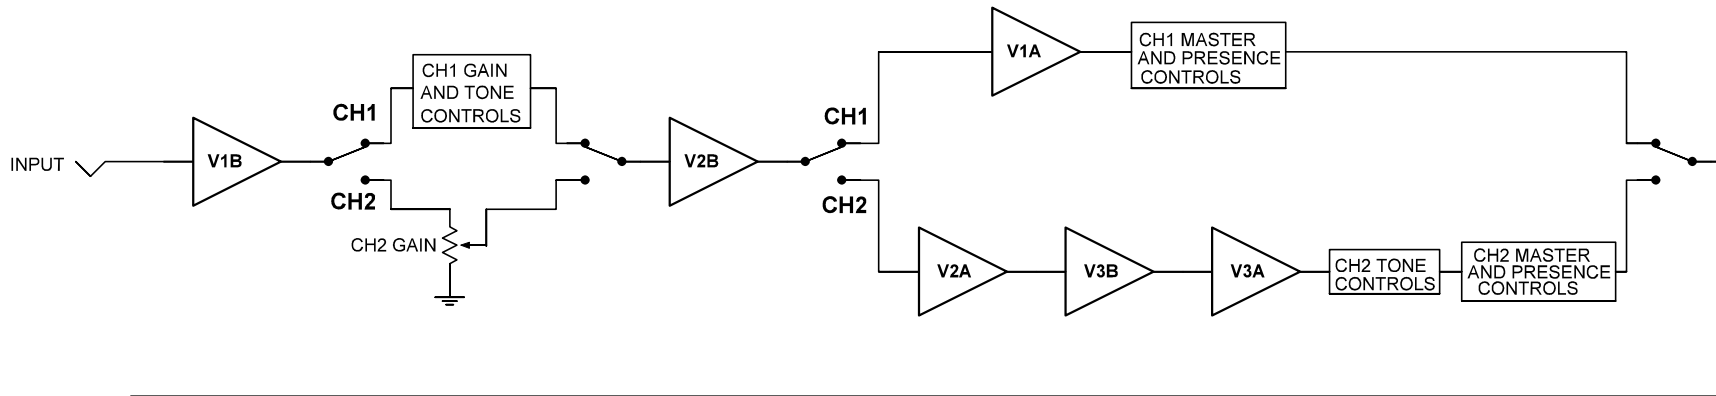 INPUT
V1B
CH1
CH1 GAIN
AND TONE
CONTROLS
CH2
CH2 GAIN
V2B
CH1
CH2
V1A
CH1 MASTER
AND PRESENCE
CONTROLS
V2A
V3B
V3A
CH2 TONE
CONTROLS
CH2 MASTER
AND PRESENCE
CONTROLS